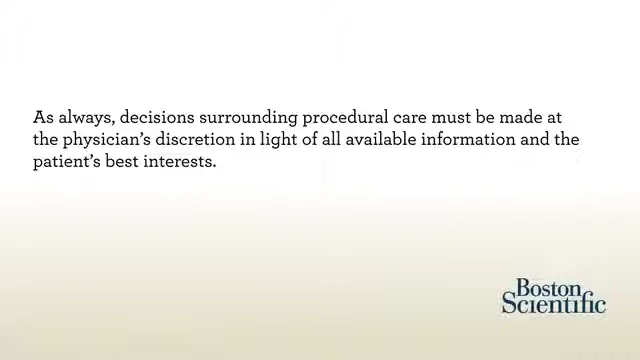 As always, decisions surrounding procedural care must be made at
the physician’s discretion in light of all available information and the
patient’s best interests.
Boston
Scientific